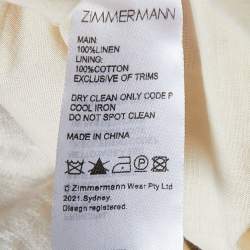 ZIMMERMANN
MAIN:
100%LINEN
LINING:
100%COTTON
EXCLUSIVE OF TRIMS
DRY CLEAN ONLY CODE P
COOL IRON
DO NOT SPOT CLEAN
MADE IN CHINA
© Zimmermann Wear Pty Ltd
2021. Sydney.
Design registered.